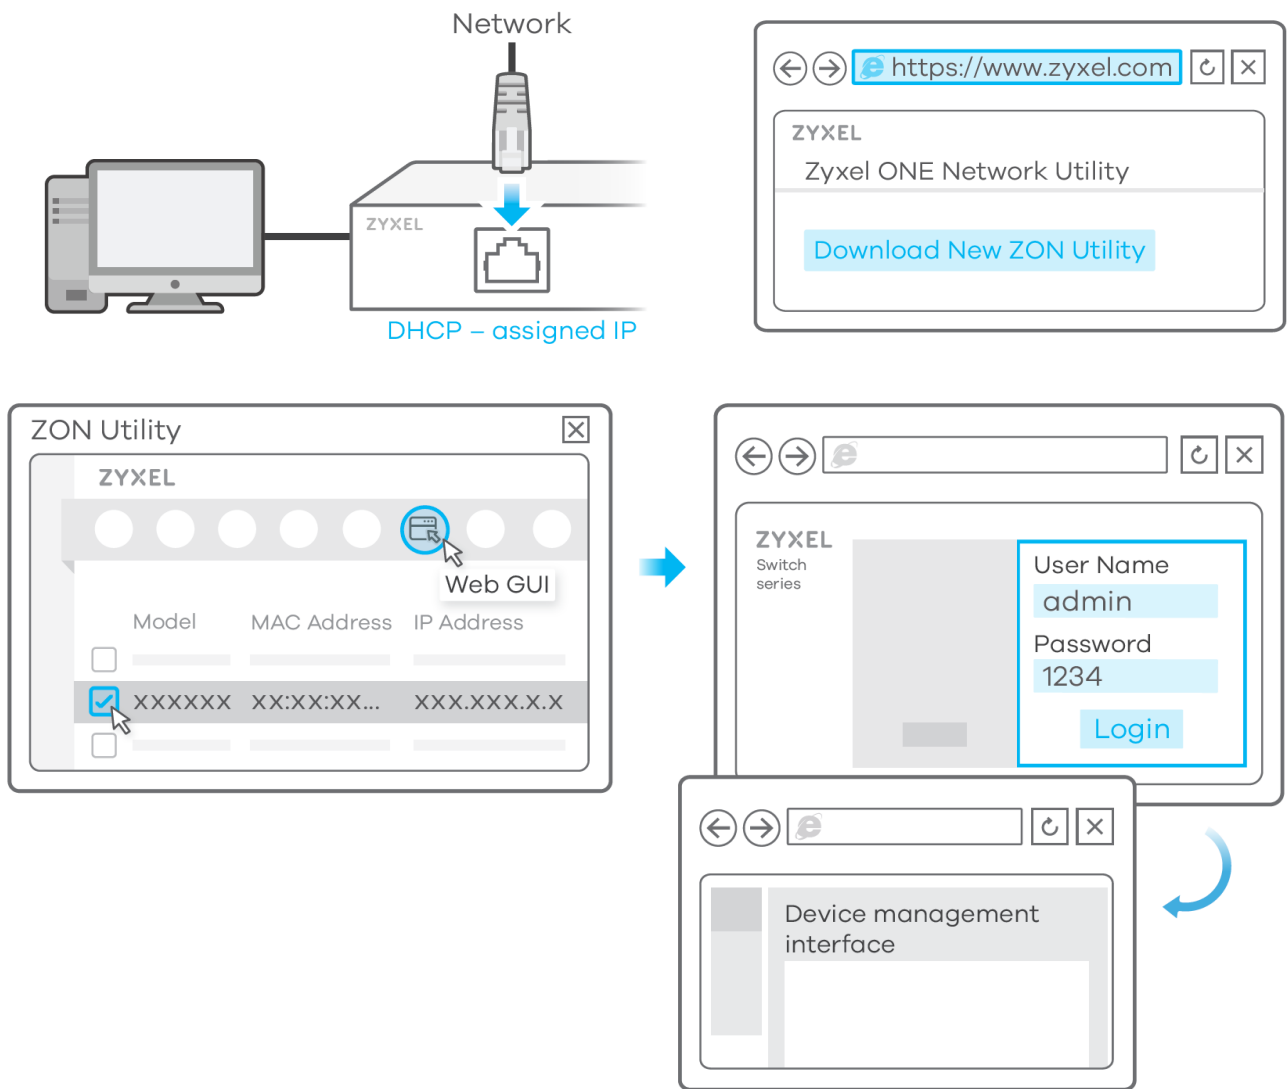 Network
ZYXEL
DHCP – assigned IP
https://www.zyxel.com
ZYXEL
Zyxel ONE Network Utility
Download New ZON Utility
ZON Utility
ZYXEL
Web GUI
Model MAC Address IP Address
XXXXXX XX:XX:XX... XXX.XXX.X.X
ZYXEL
Switch
series
User Name
admin
Password
1234
Login
Device management
interface